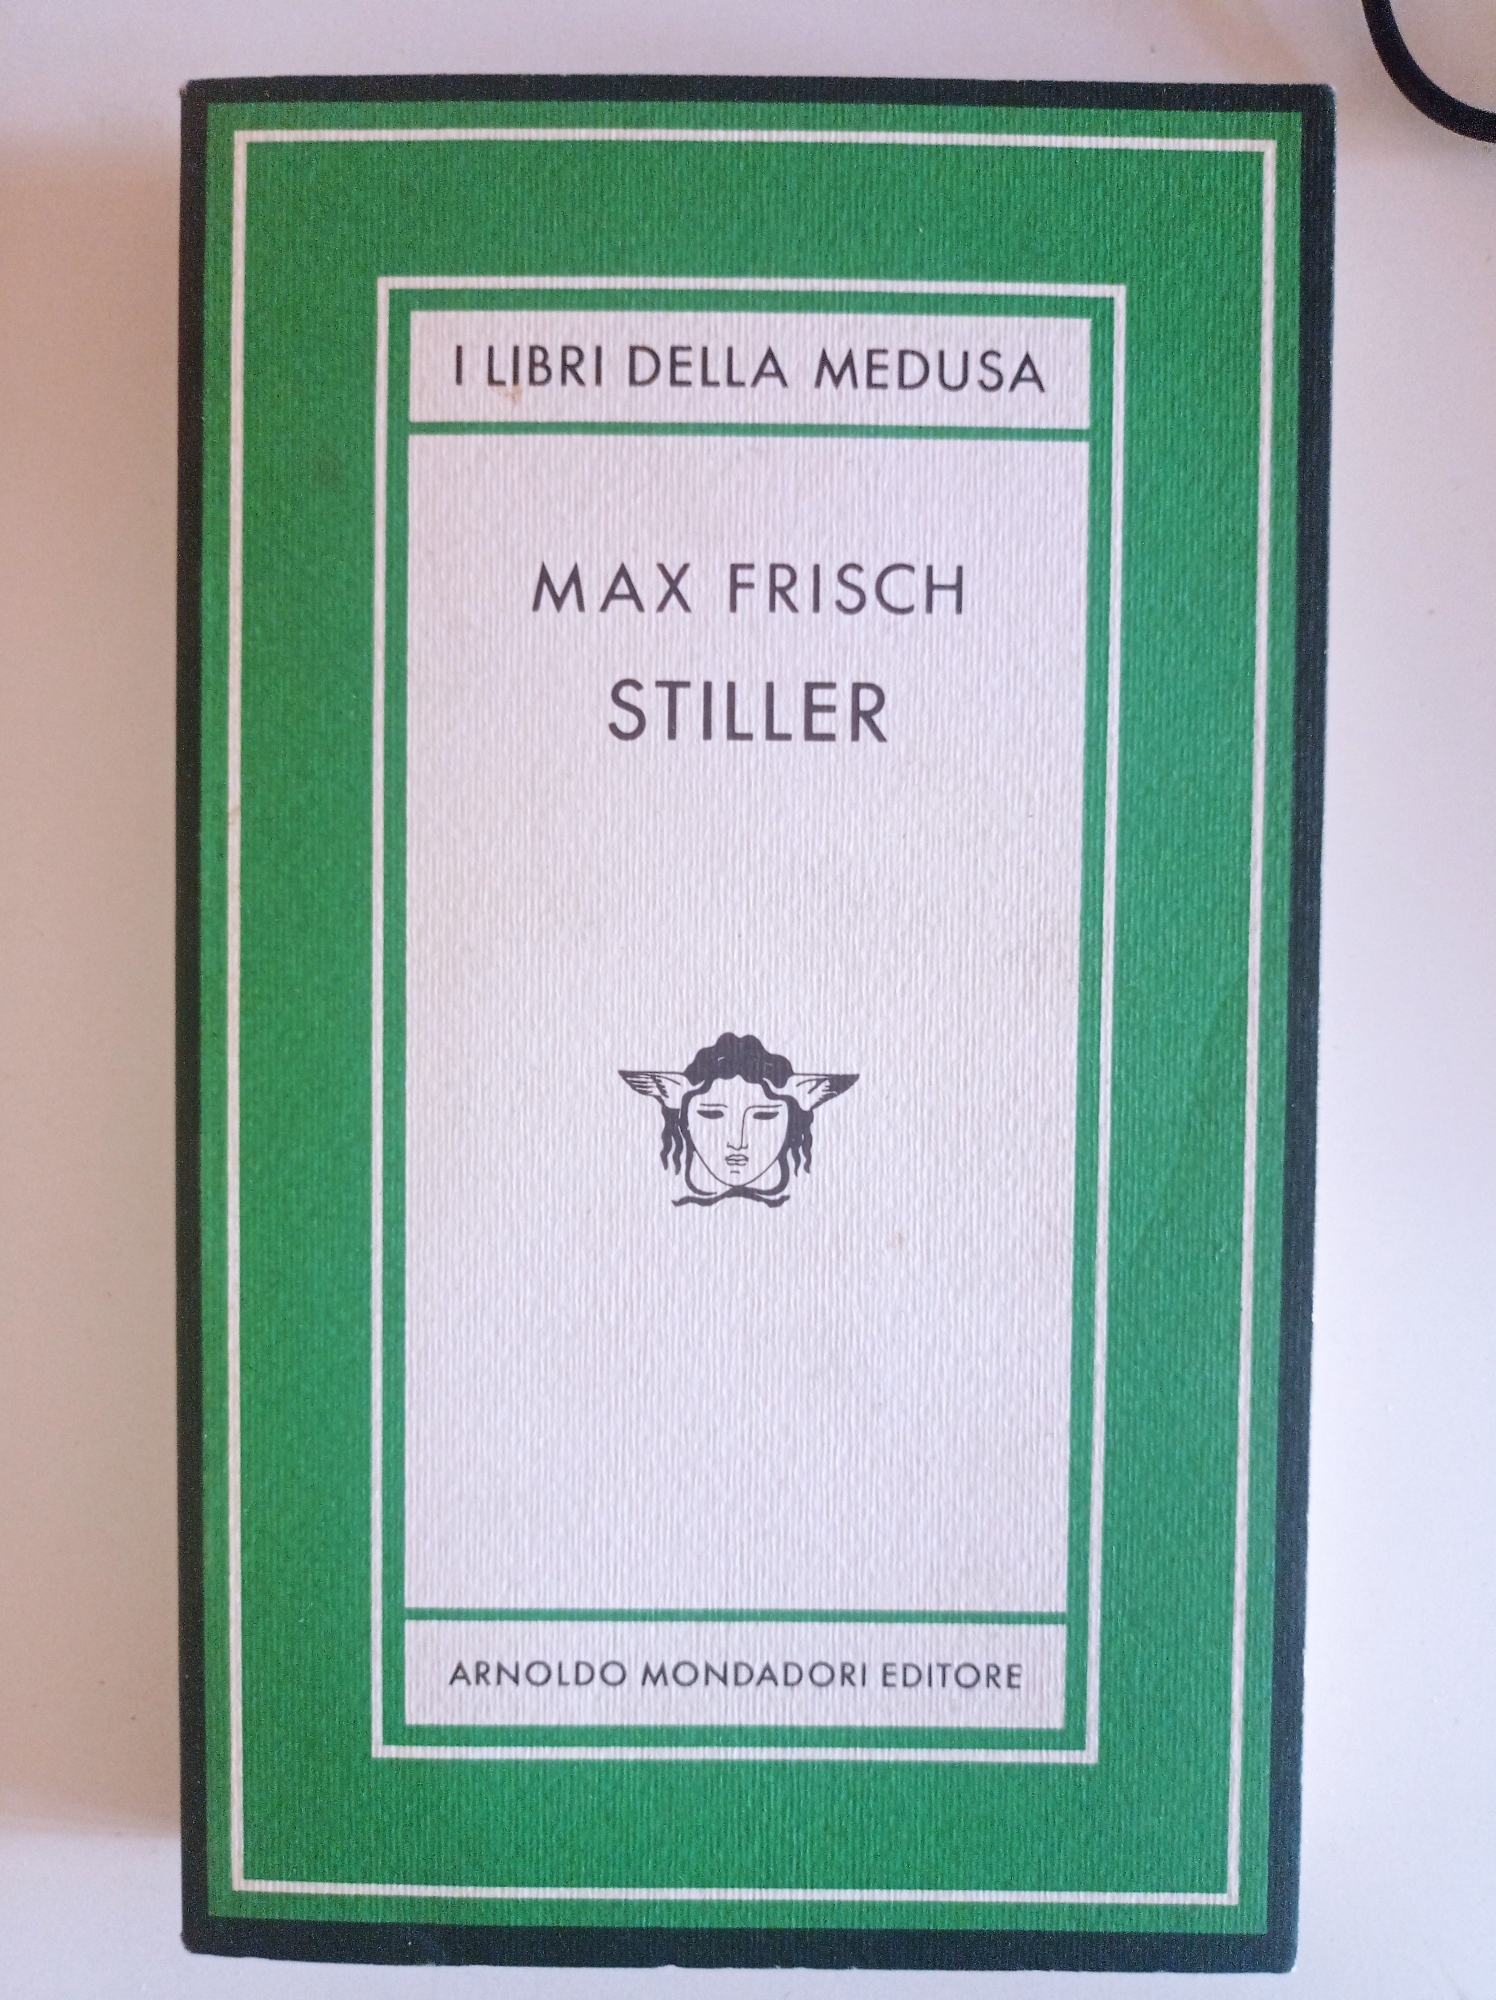 I LIBRI DELLA MEDUSA
MAX FRISCH
STILLER
ARNOLDO MONDADORI EDITORE